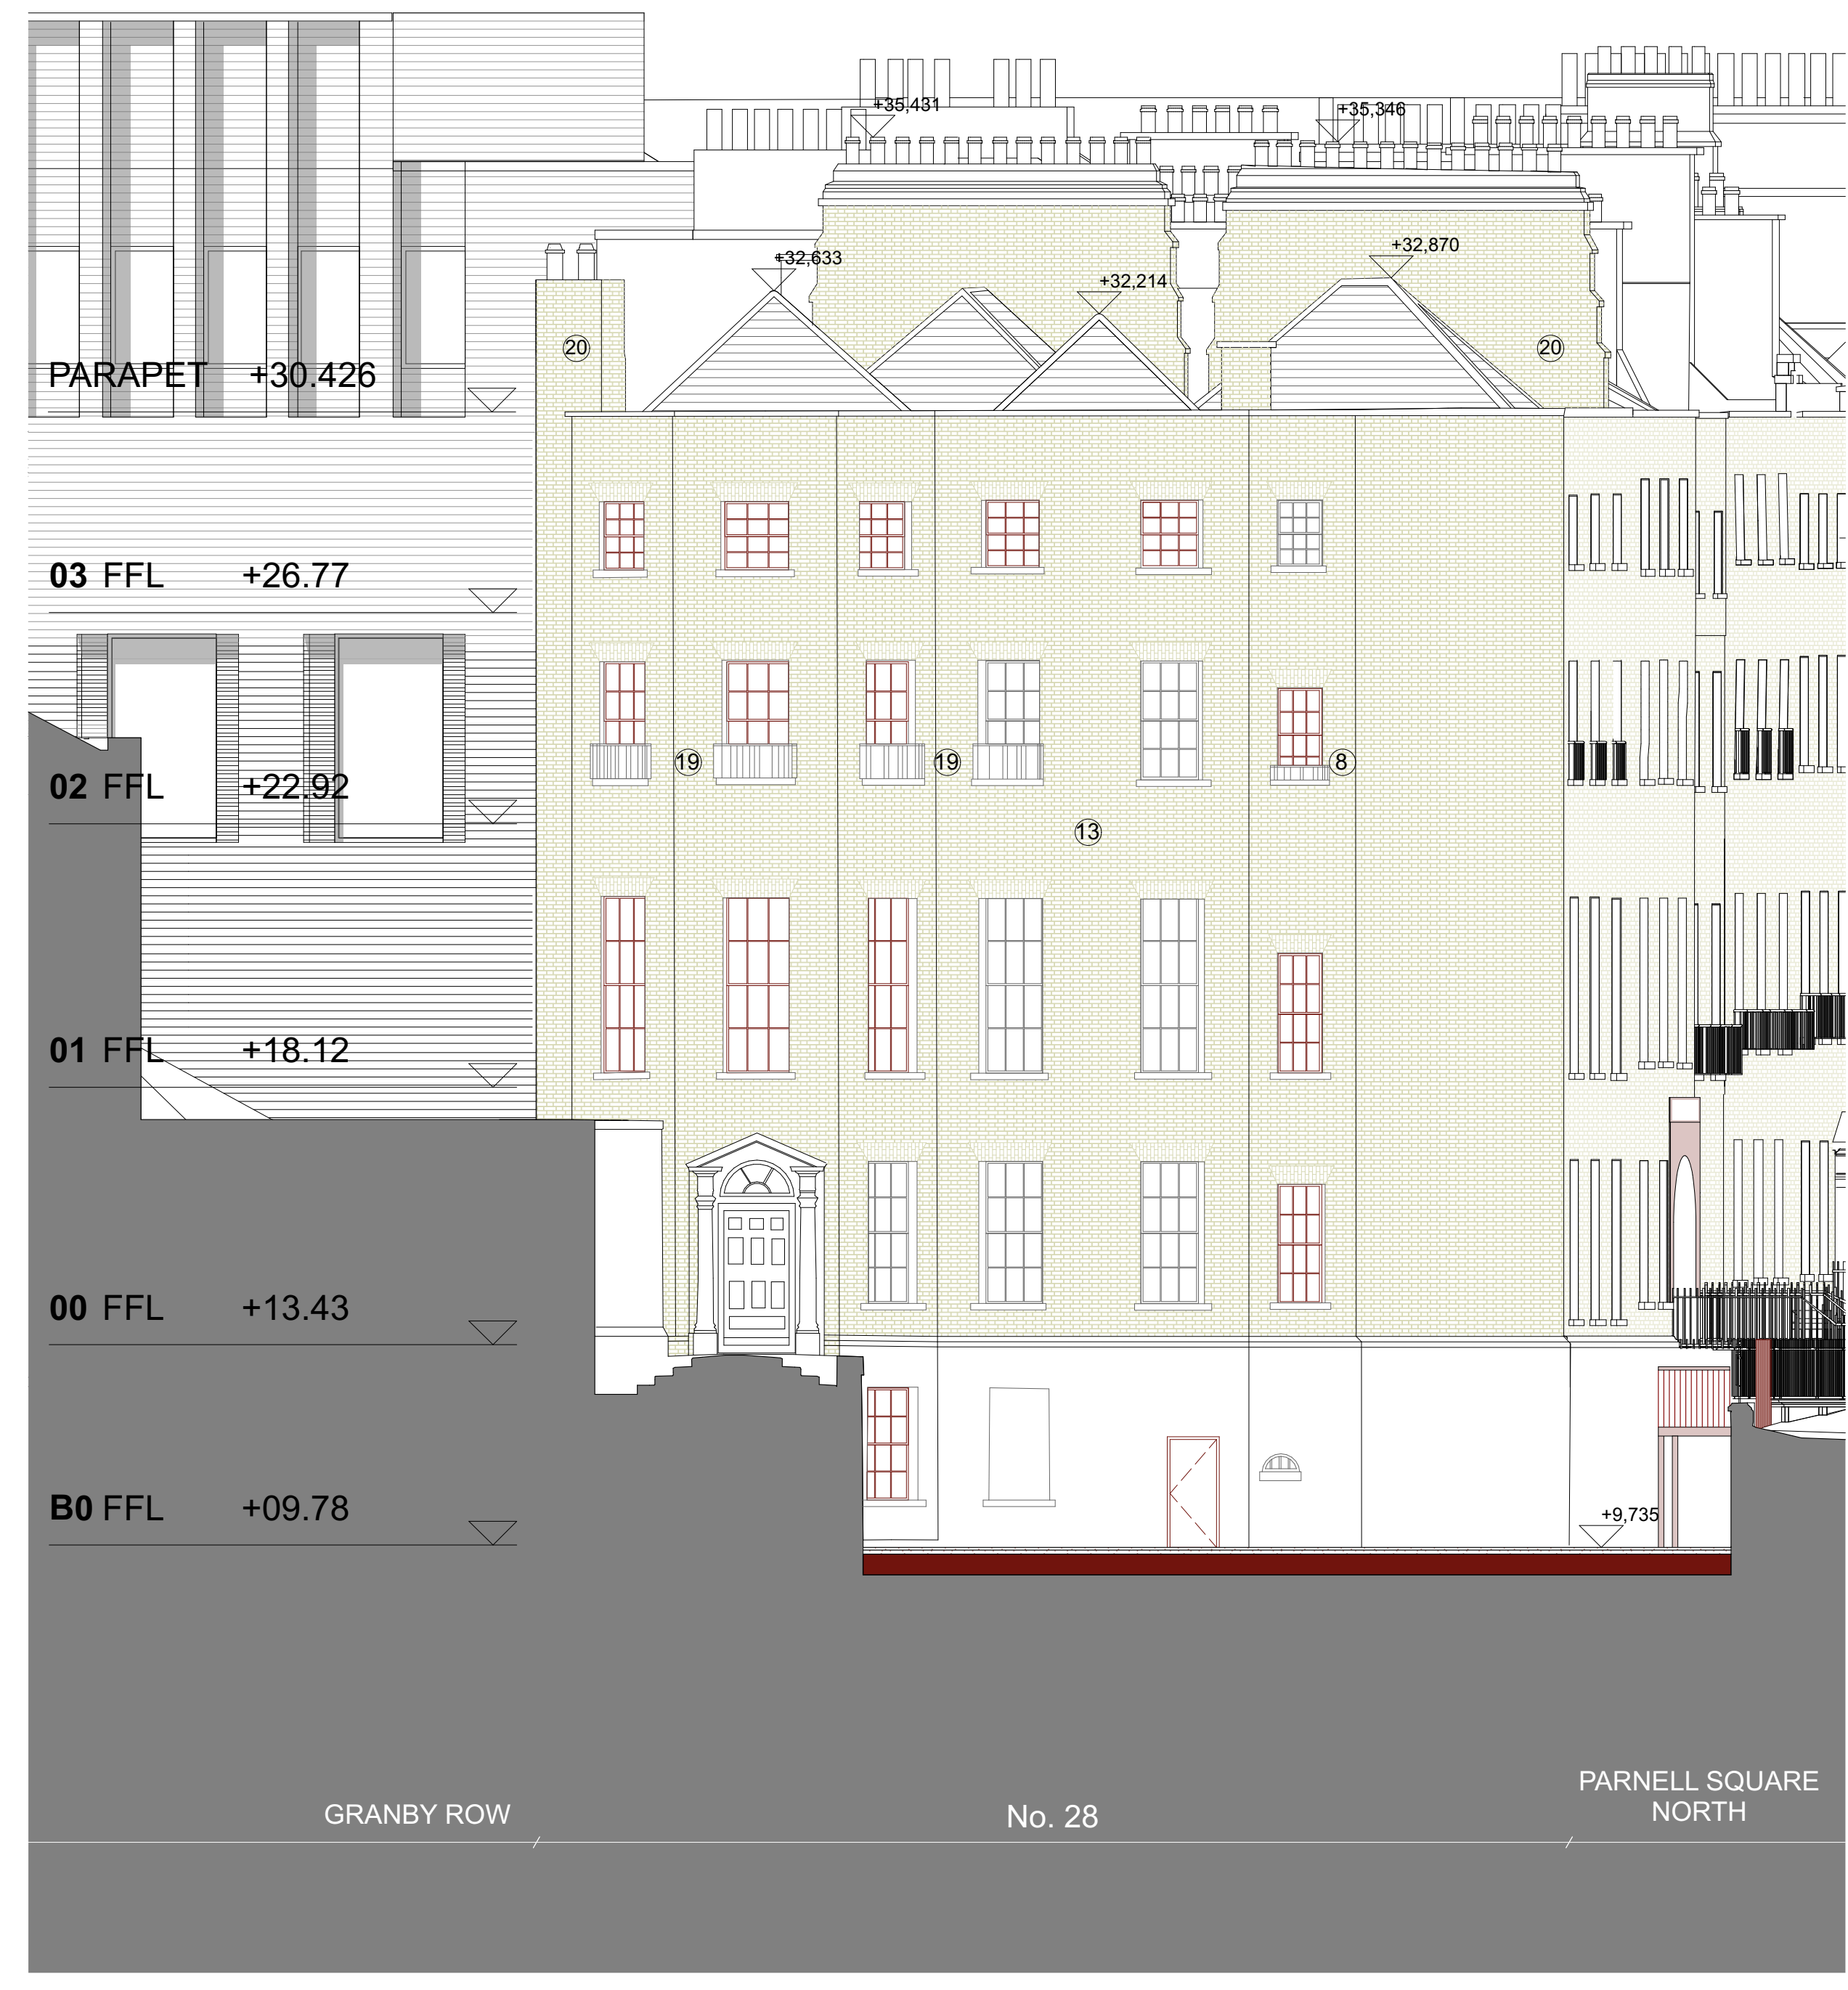 +35,431
+35,346
+32,633
+32,870
+32,214
20
20
PARAPET +30.426
03 FFL +26.77
19
19
8
02 FFL +22.92
13
01 FFL +18.12
00 FFL +13.43
B0 FFL +09.78
+9,735
GRANBY ROW
No. 28
PARNELL SQUARE
NORTH